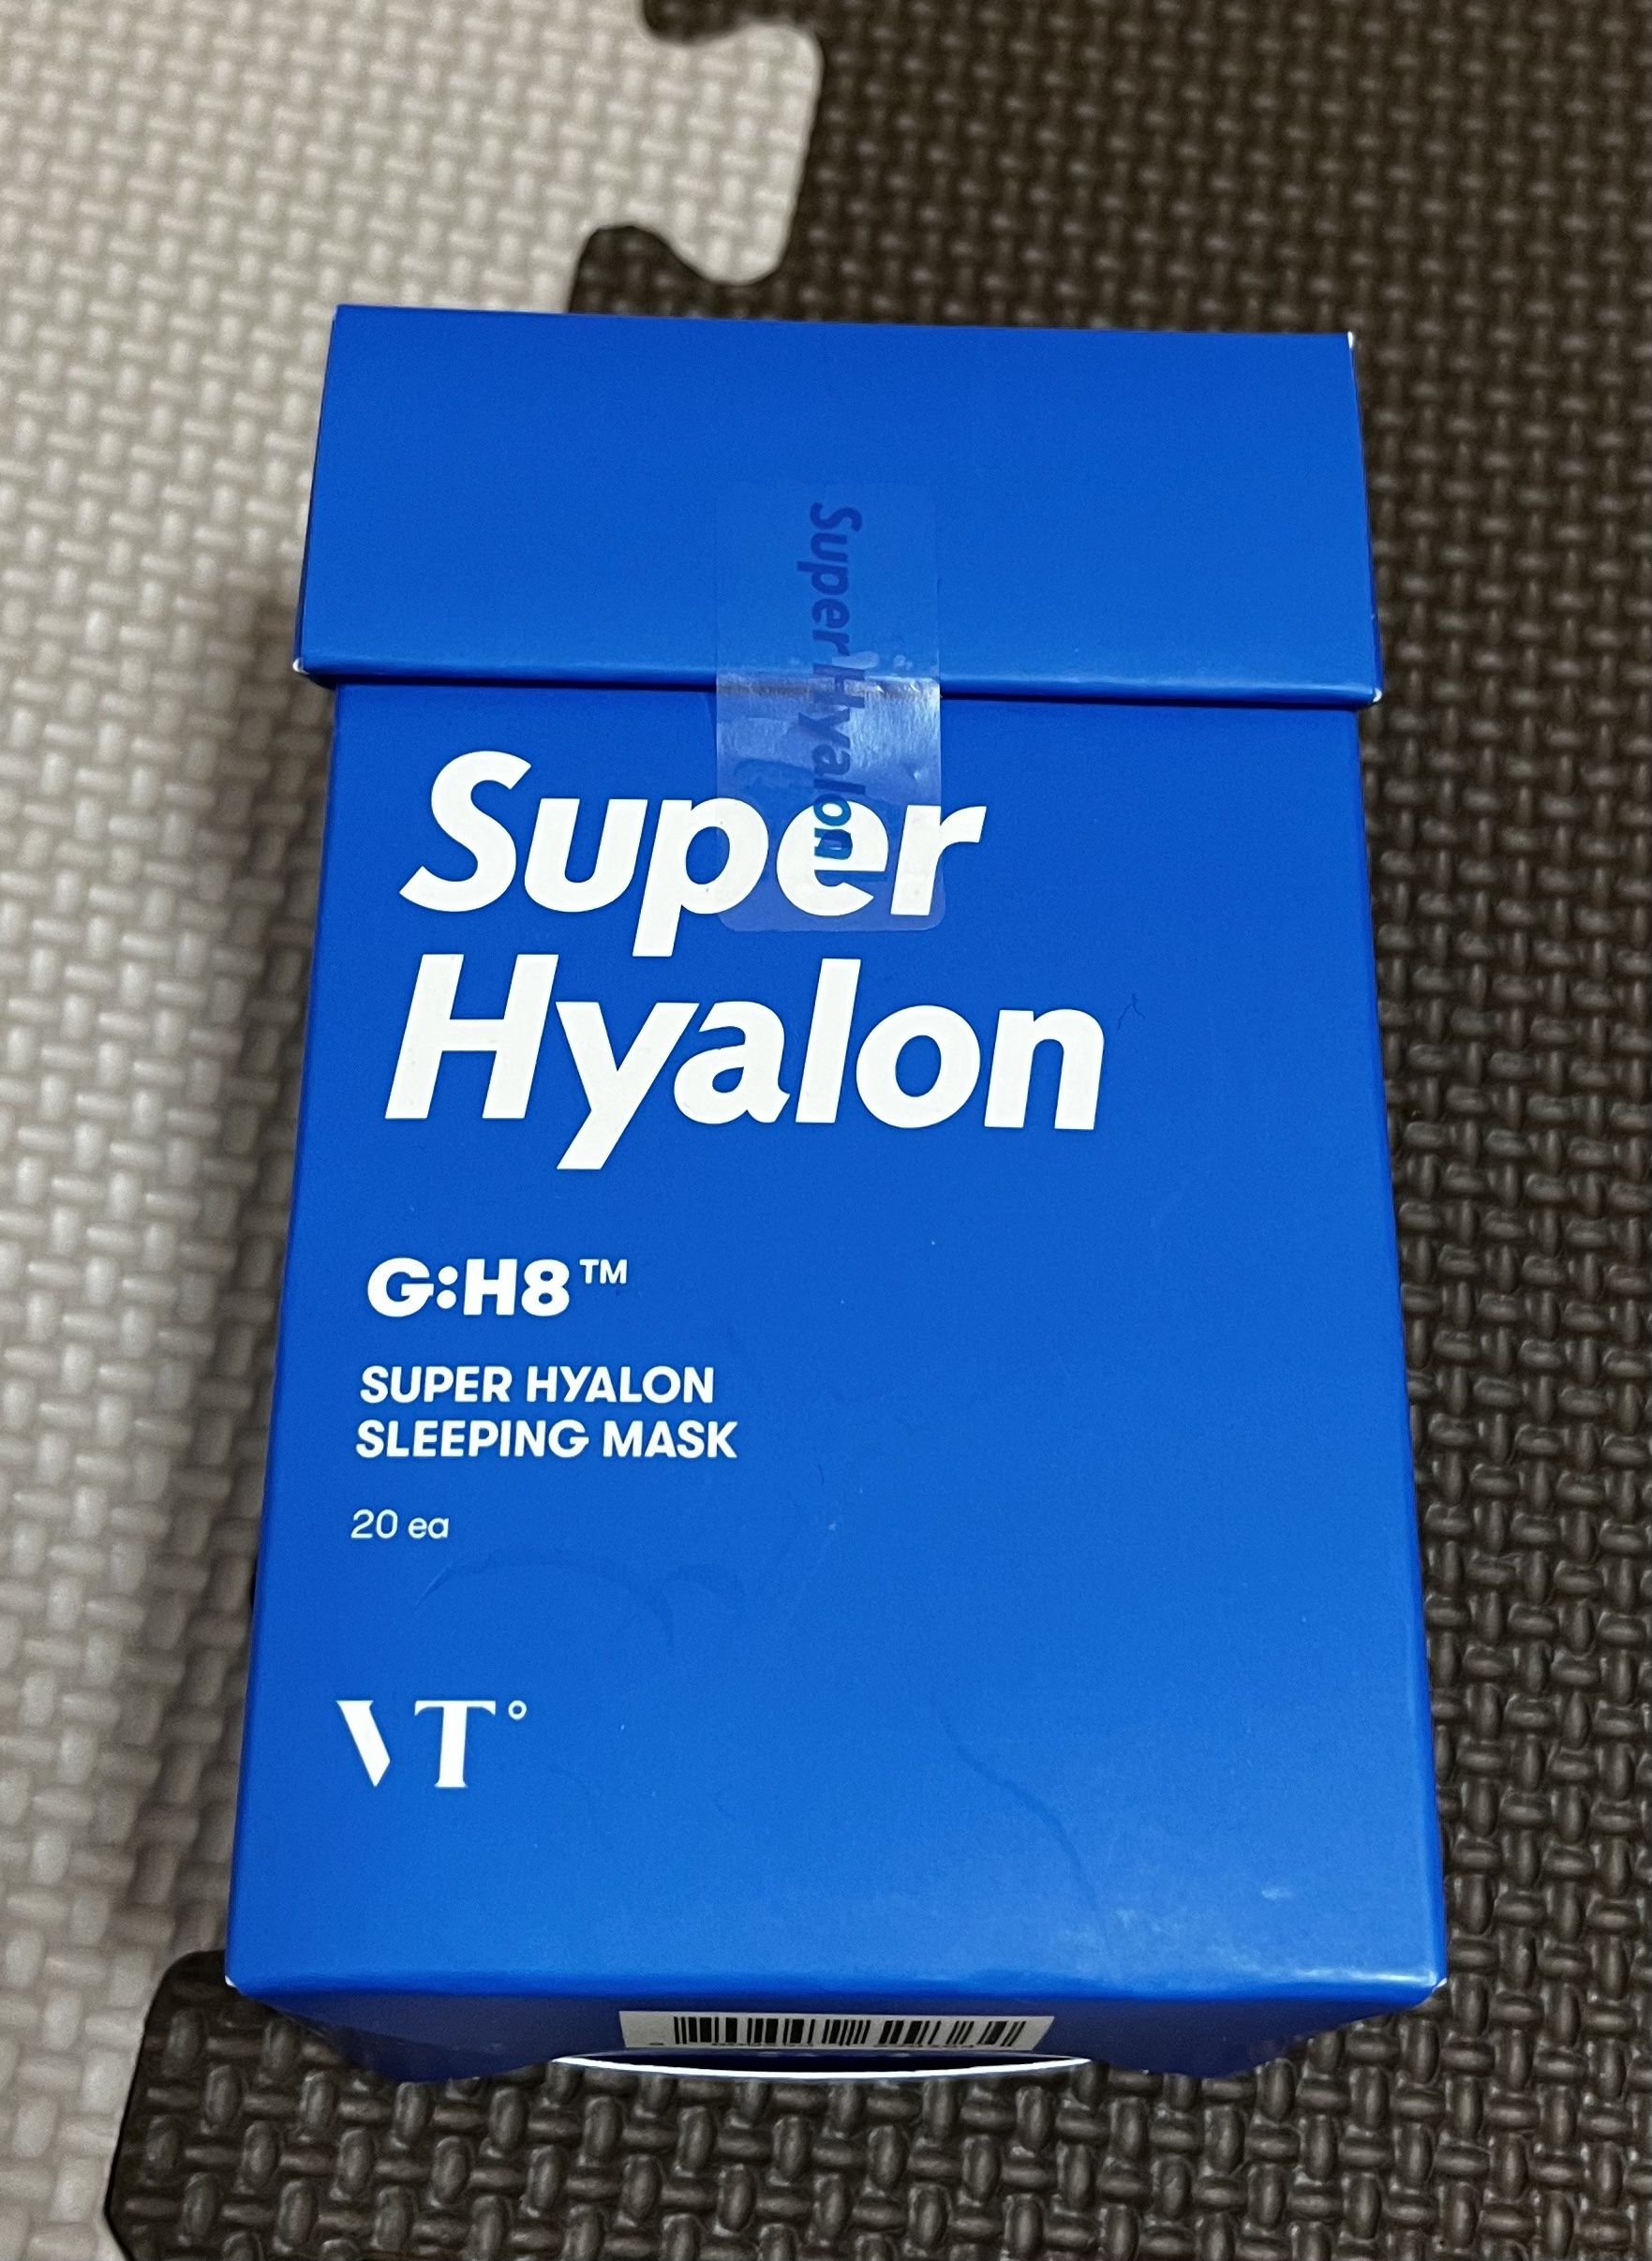 Super Hyalon
Super
Hyalon
G:H8™
SUPER HYALON
SLEEPING MASK
20 ea
VT°